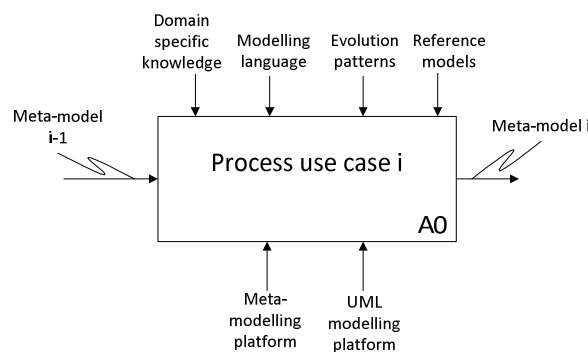 Domain
specific
knowledge
Modelling
language
Evolution
patterns
Reference
models
Meta-model
i-1
Meta-model i
Process use case i
A0
Meta-
modelling
platform
UML
modelling
platform